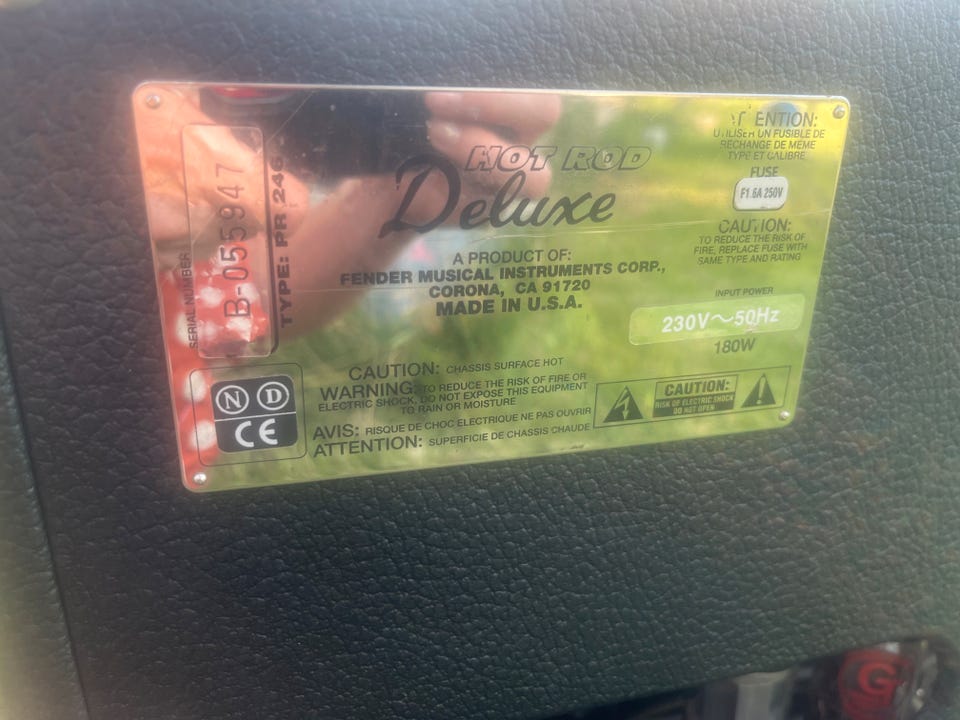 SERIAL NUMBER
B-055947
TYPE: PR 246
HOT ROD
Deluxe
A PRODUCT OF:
FENDER MUSICAL INSTRUMENTS CORP.,
CORONA, CA 91720
MADE IN U.S.A.
ENTION:
UTILISER UN FUSIBLE DE
RECHANGE DE MEME
TYPE ET CALIBRE
FUSE
F1.6A 250V
CAUTION:
TO REDUCE THE RISK OF
FIRE, REPLACE FUSE WITH
SAME TYPE AND RATING
INPUT POWER
230V～50Hz
180W
N D
CE
CAUTION: CHASSIS SURFACE HOT
WARNING: TO REDUCE THE RISK OF FIRE OR
ELECTRIC SHOCK, DO NOT EXPOSE THIS EQUIPMENT
TO RAIN OR MOISTURE
AVIS: RISQUE DE CHOC ELECTRIQUE NE PAS OUVRIR
ATTENTION: SUPERFICIE DE CHASSIS CHAUDE
CAUTION:
RISK OF ELECTRIC SHOCK
DO NOT OPEN
G